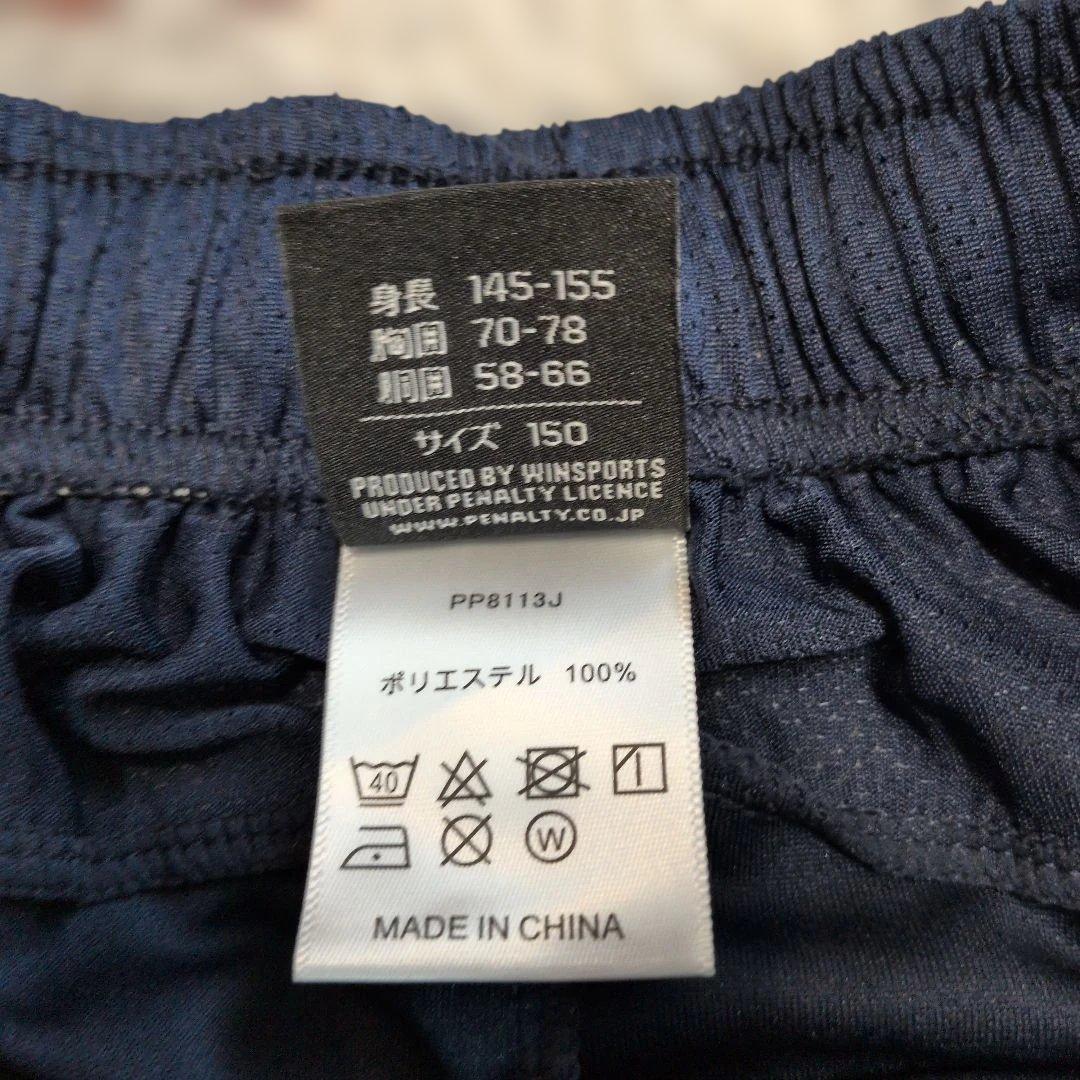 身長 145-155
胸囲 70-78
胴囲 58-66
サイズ 150
PRODUCED BY WINSPORTS
UNDER PENALTY LICENCE
WWW.PENALTY.CO.JP
PP8113J
ポリエステル 100%
40
W
MADE IN CHINA